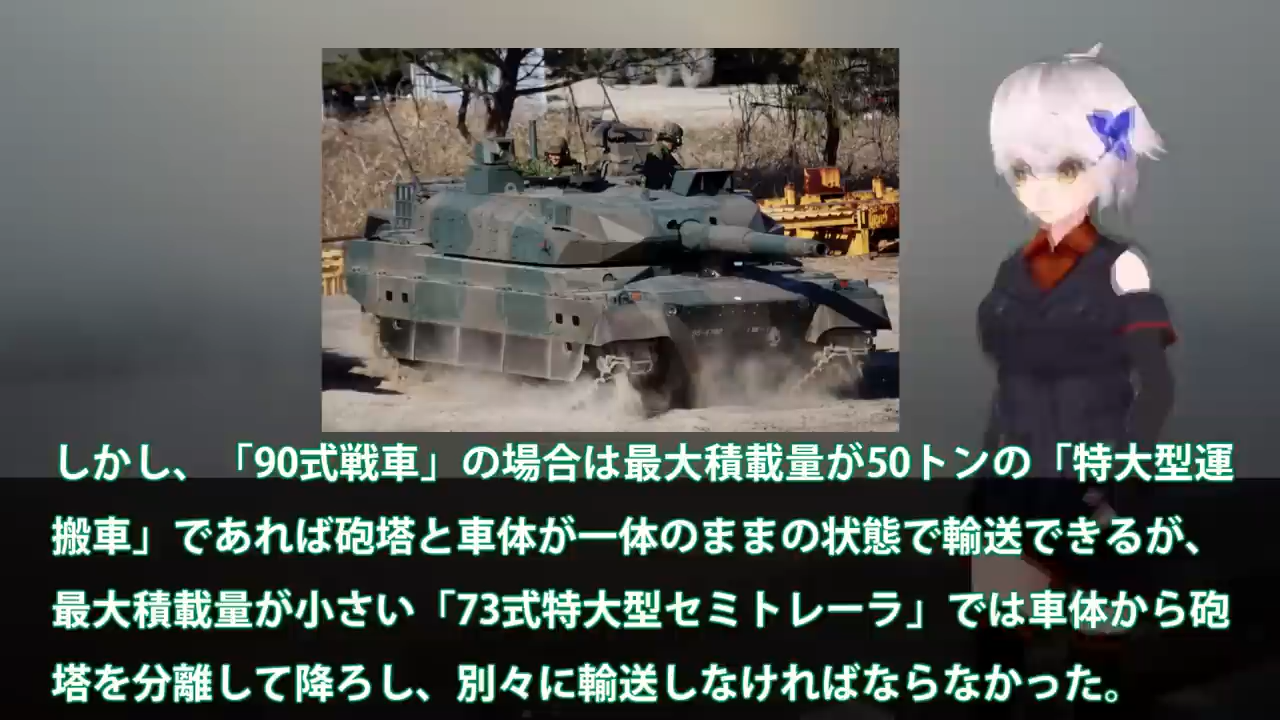 しかし、「90式戦車」の場合は最大積載量が50トンの「特大型運
搬車」であれば砲塔と車体が一体のままの状態で輸送できるが、
最大積載量が小さい「73式特大型セミトレーラ」では車体から砲
塔を分離して降ろし、別々に輸送しなければならなかった。